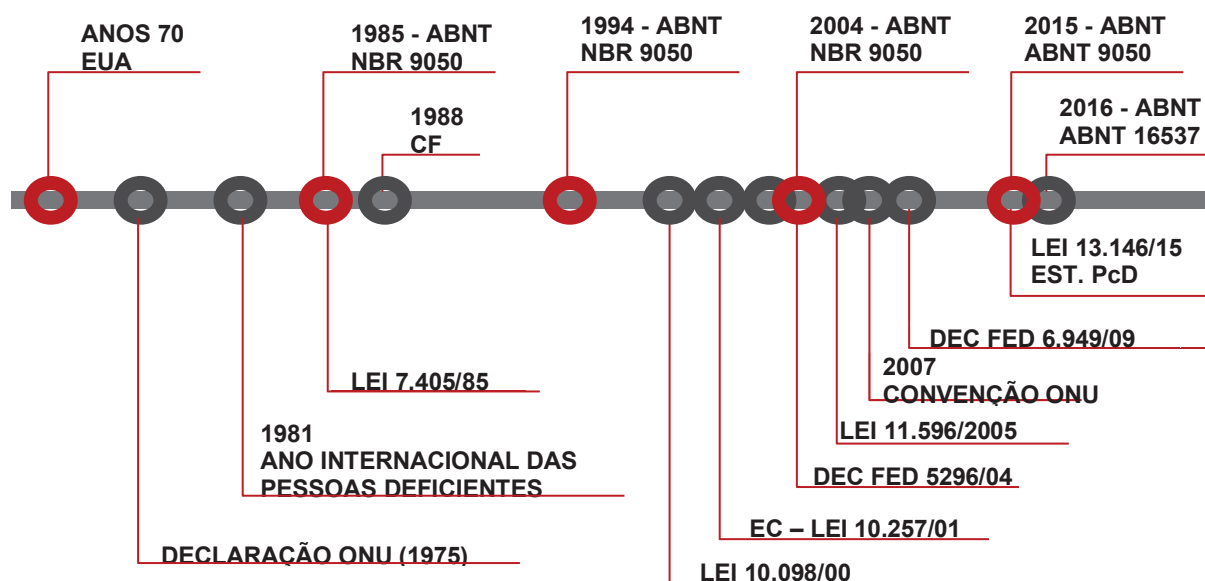 ANOS 70
EUA
1985 - ABNT
NBR 9050
1988
CF
1994 - ABNT
NBR 9050
2004 - ABNT
NBR 9050
2015 - ABNT
ABNT 9050
2016 - ABNT
ABNT 16537
LEI 13.146/15
EST. PcD
DEC FED 6.949/09
2007
CONVENÇÃO ONU
LEI 7.405/85
LEI 11.596/2005
1981
ANO INTERNACIONAL DAS
PESSOAS DEFICIENTES
DEC FED 5296/04
EC – LEI 10.257/01
DECLARAÇÃO ONU (1975)
LEI 10.098/00